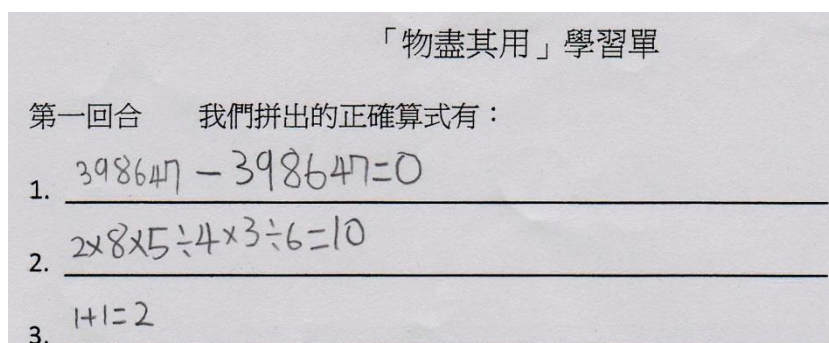 「物盡其用」學習單
第一回合 我們拼出的正確算式有：
1. 398647 - 398647=0
2. 2×8×5÷4×3÷6=10
3. 1+1=2